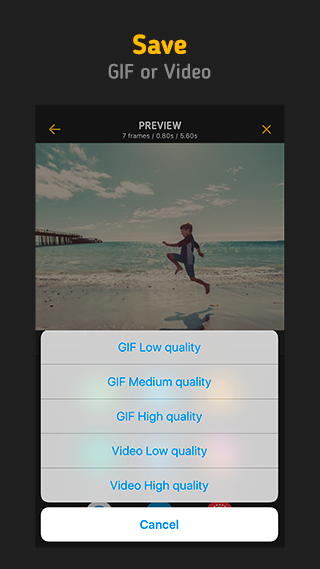 Save
GIF or Video
PREVIEW
7 frames / 0.80s / 5.60s
GIF Low quality
GIF Medium quality
GIF High quality
Video Low quality
Video High quality
Cancel